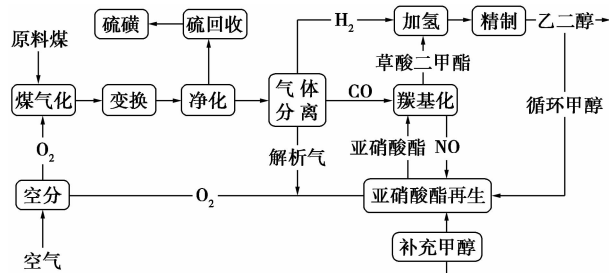 硫磺
硫回收
H₂
加氢
精制
乙二醇
原料煤
草酸二甲酯
煤气化
变换
净化
气体
分离
CO
羰基化
循环甲醇
O₂
解析气
亚硝酸酯
NO
空分
O₂
亚硝酸酯再生
空气
补充甲醇